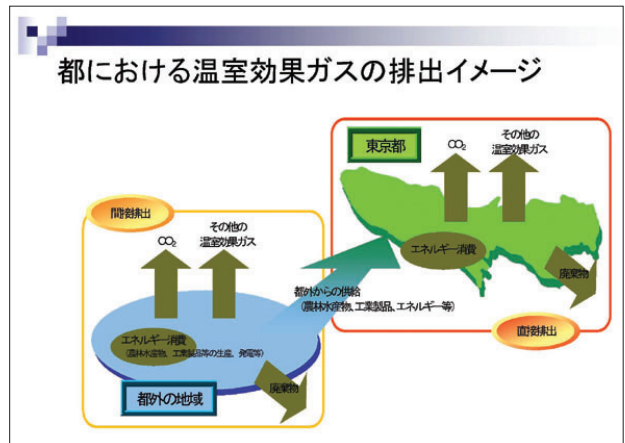 都における温室効果ガスの排出イメージ
東京都
CO₂
その他の
温室効果ガス
エネルギー消費
廃棄物
直接排出
間接排出
CO₂
その他の
温室効果ガス
都外からの供給
(農林水産物、工業製品、エネルギー等)
エネルギー消費
(農林水産物、工業製品等の生産、発電等)
廃棄物
都外の地域